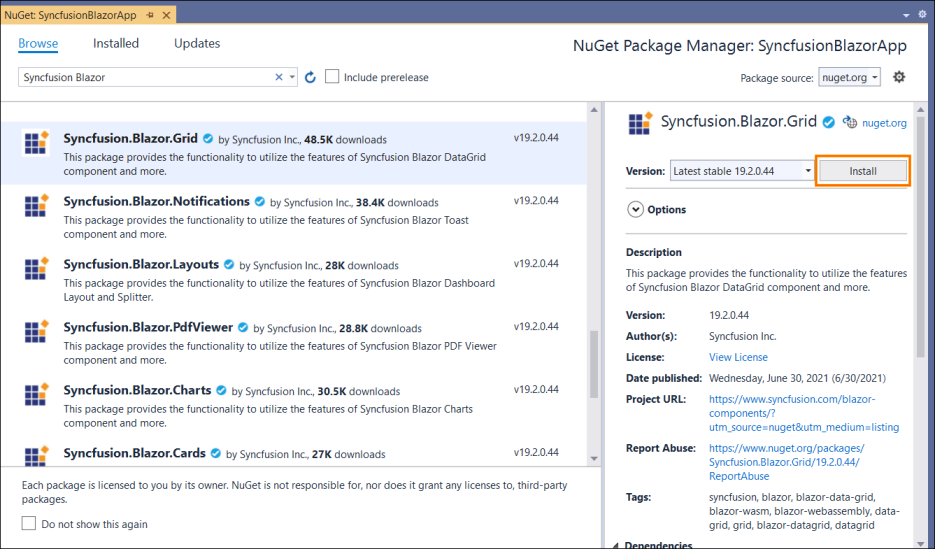 NuGet: SyncfusionBlazorApp
Browse
Installed
Updates
NuGet Package Manager: SyncfusionBlazorApp
Syncfusion Blazor
Include prerelease
Package source: nuget.org
Syncfusion.Blazor.Grid by Syncfusion Inc., 48.5K downloads v19.2.0.44
This package provides the functionality to utilize the features of Syncfusion Blazor DataGrid
component and more.
Syncfusion.Blazor.Notifications by Syncfusion Inc., 38.4K downloads v19.2.0.44
This package provides the functionality to utilize the features of Syncfusion Blazor Toast
component and more.
Syncfusion.Blazor.Layouts by Syncfusion Inc., 28K downloads v19.2.0.44
This package provides the functionality to utilize the features of Syncfusion Blazor Dashboard
Layout and Splitter.
Syncfusion.Blazor.PdfViewer by Syncfusion Inc., 28.8K downloads v19.2.0.44
This package provides the functionality to utilize the features of Syncfusion Blazor PDF Viewer
component and more.
Syncfusion.Blazor.Charts by Syncfusion Inc., 30.5K downloads v19.2.0.44
This package provides the functionality to utilize the features of Syncfusion Blazor Charts
component and more.
Syncfusion.Blazor.Cards by Syncfusion Inc., 27K downloads v19.2.0.44
Each package is licensed to you by its owner. NuGet is not responsible for, nor does it grant any licenses to, third-party
packages.
Do not show this again
Syncfusion.Blazor.Grid nuget.org
Version: Latest stable 19.2.0.44 Install
Options
Description
This package provides the functionality to utilize the features
of Syncfusion Blazor DataGrid component and more.
Version: 19.2.0.44
Author(s): Syncfusion Inc.
License: View License
Date published: Wednesday, June 30, 2021 (6/30/2021)
Project URL: https://www.syncfusion.com/blazor-
components/?
utm_source=nuget&utm_medium=listing
Report Abuse: https://www.nuget.org/packages/
Syncfusion.Blazor.Grid/19.2.0.44/
ReportAbuse
Tags: syncfusion, blazor, blazor-data-grid,
blazor-wasm, blazor-webassembly, data-
grid, grid, blazor-datagrid, datagrid
Dependencies